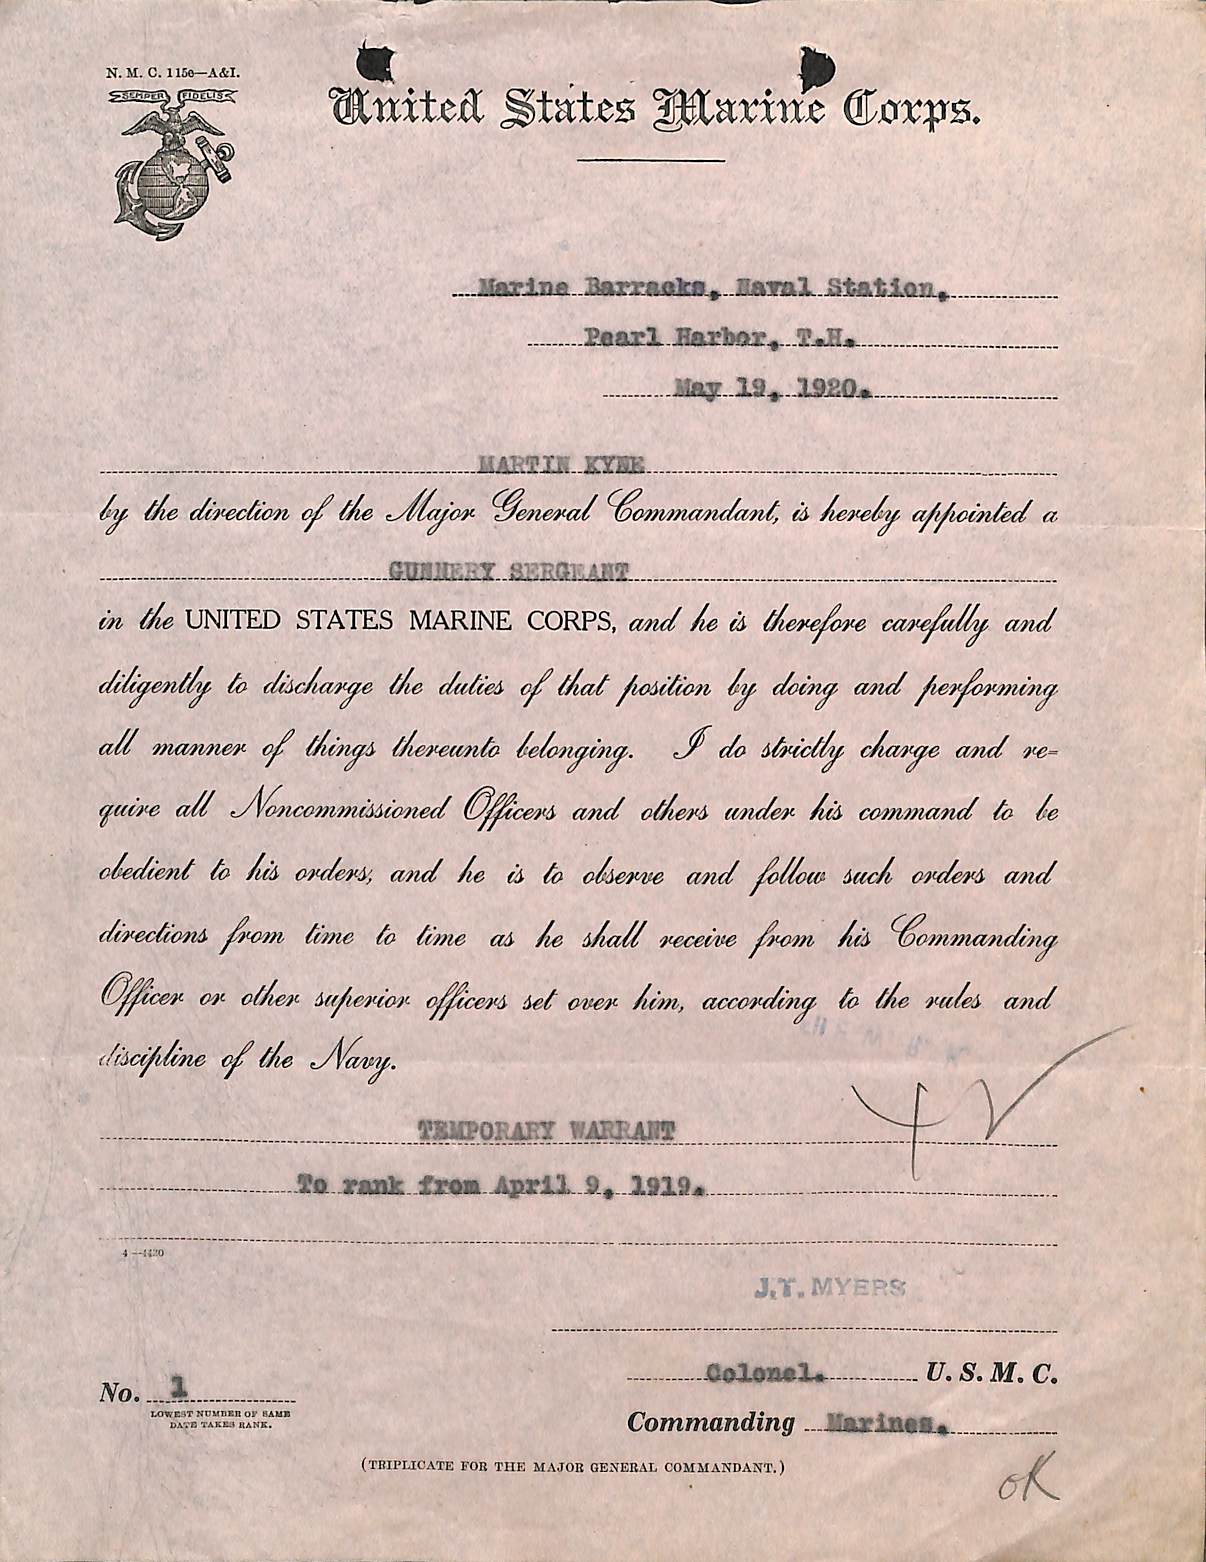 N. M. C. 115c—A&I.
SEMPER FIDELIS
United States Marine Corps.
Marine Barracks, Naval Station,
Pearl Harbor, T.H.
May 19, 1920.
MARTIN KYNE
by the direction of the Major General Commandant, is hereby appointed a
GUNNERY SERGEANT
in the UNITED STATES MARINE CORPS, and he is therefore carefully and
diligently to discharge the duties of that position by doing and performing
all manner of things thereunto belonging. I do strictly charge and re=
quire all Noncommissioned Officers and others under his command to be
obedient to his orders; and he is to observe and follow such orders and
directions from time to time as he shall receive from his Commanding
Officer or other superior officers set over him, according to the rules and
discipline of the Navy.
TEMPORARY WARRANT
To rank from April 9, 1919.
4—4420
J.T. MYERS
Colonel. U. S. M. C.
No. 1
LOWEST NUMBER OF SAME
DATE TAKES RANK.
Commanding Marines.
(TRIPLICATE FOR THE MAJOR GENERAL COMMANDANT.)
OK